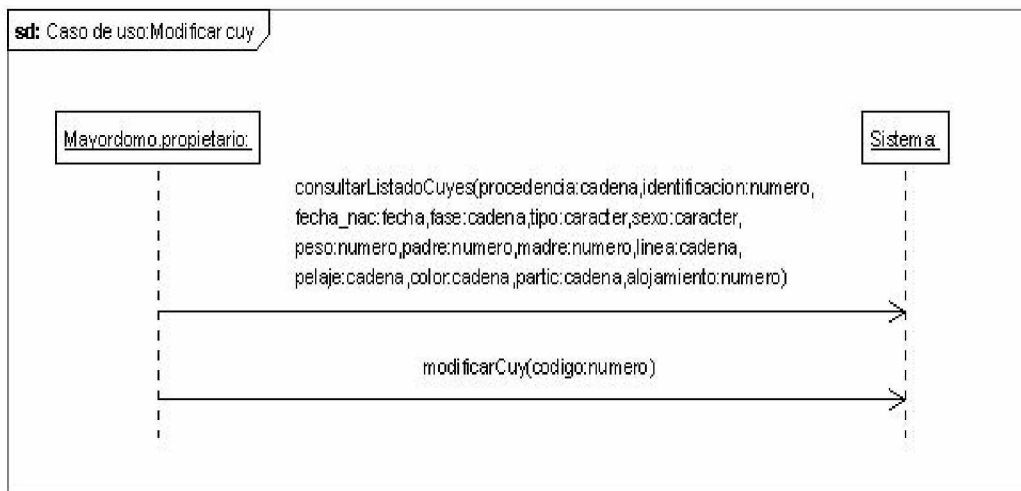 sd: Caso de uso:Modificar cuy
Mayordomo.propietario:
Sistema:
consultarListadoCuyes(procedencia:cadena,identificacion:numero,
fecha_nac:fecha,fase:cadena,tipo:caracter,sexo:caracter,
peso:numero,padre:numero,madre:numero,linea:cadena,
pelaje:cadena,color:cadena,partic:cadena,alojamiento:numero)
modificarCuy(codigo:numero)